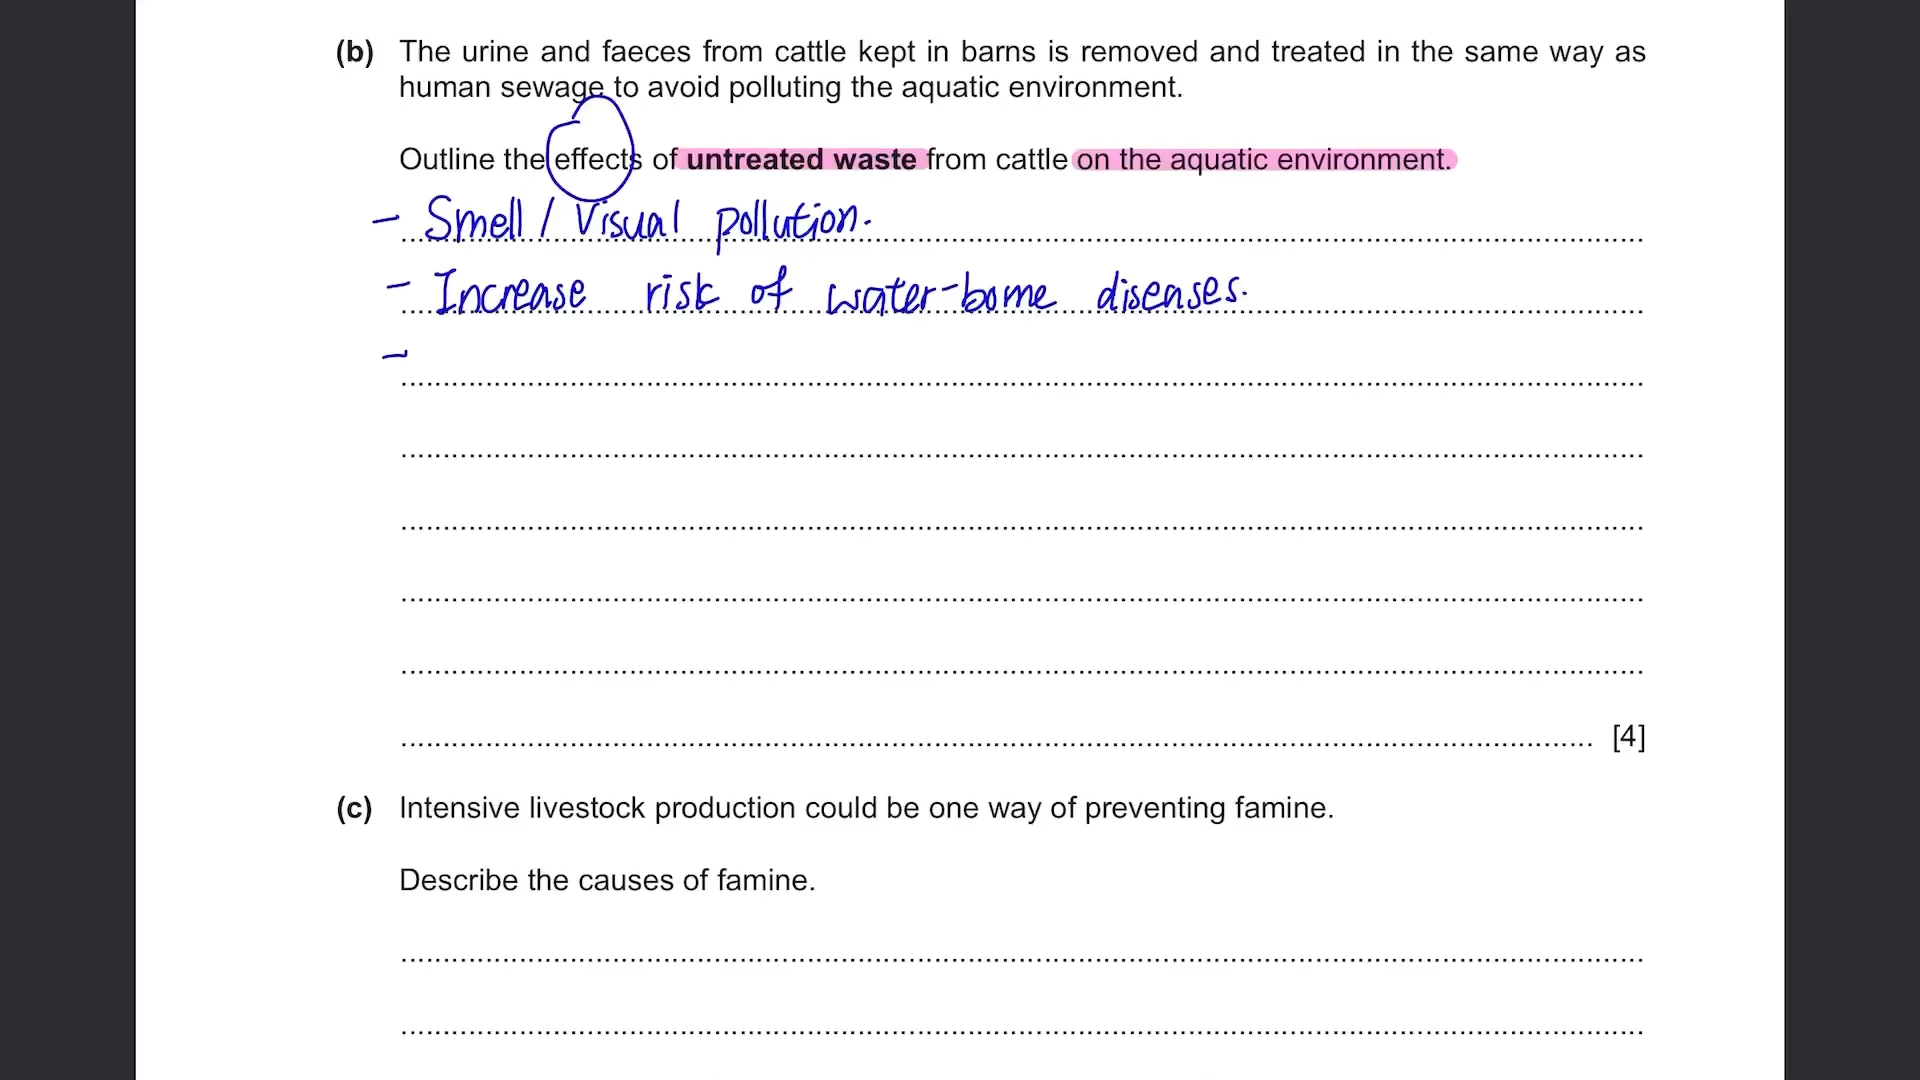 (b) The urine and faeces from cattle kept in barns is removed and treated in the same way as
human sewage to avoid polluting the aquatic environment.
Outline the effects of untreated waste from cattle on the aquatic environment.
- Smell / Visual pollution.
- Increase risk of water-borne diseases.
-
[4]
(c) Intensive livestock production could be one way of preventing famine.
Describe the causes of famine.